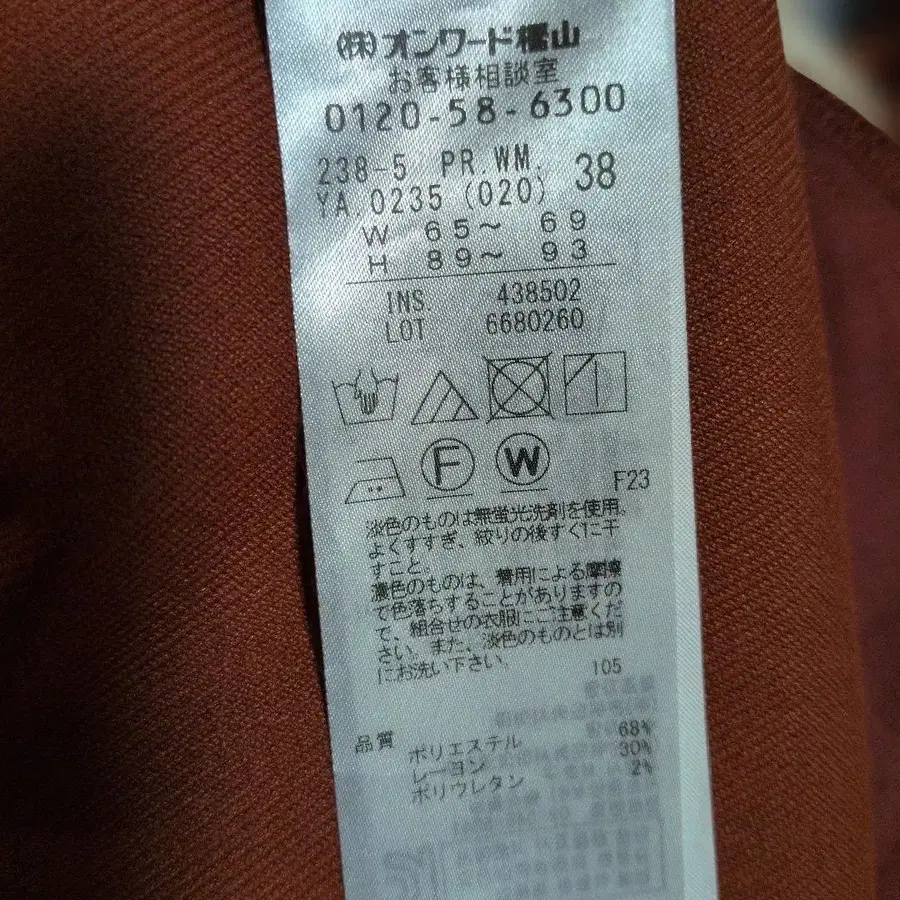 (株)オンワード樫山
お客様相談室
0120-58-6300
238-5 PR.WM. 38
YA.0235 (020)
W 65〜 69
H 89〜 93
INS. 438502
LOT 6680260
F W
F23
淡色のものは無蛍光洗剤を使用。
よくすすぎ、絞りの後すぐに干
すこと。
濃色のものは、着用による摩擦
で色落ちすることがありますの
で、組合せの衣服にご注意くだ
さい。また、淡色のものとは別
にお洗い下さい。
105
品質
ポリエステル 68%
レーヨン 30%
ポリウレタン 2%